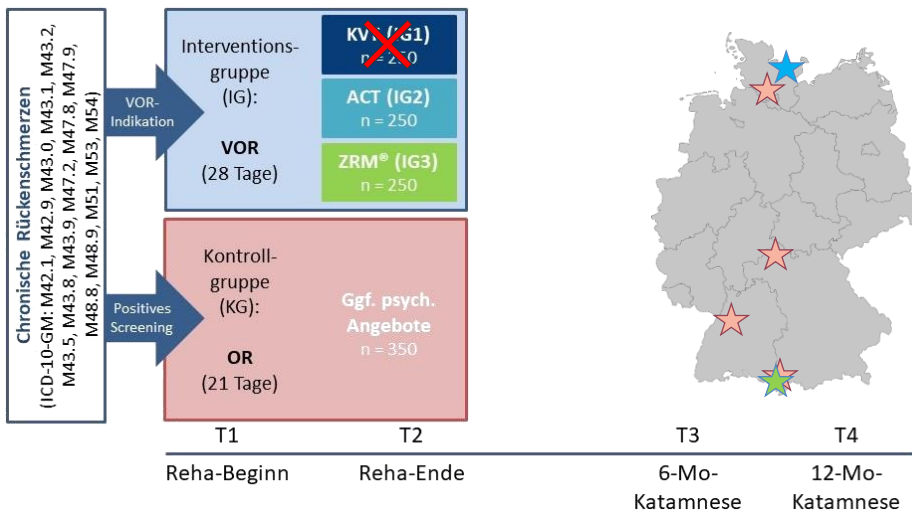 Chronische Rückenschmerzen
(ICD-10-GM: M42.1, M42.9, M43.0, M43.1, M43.2,
M43.5, M43.8, M43.9, M47.2, M47.8, M47.9,
M48.8, M48.9, M51, M53, M54)
VOR-
Indikation
Positives
Screening
Interventions-
gruppe
(IG):
VOR
(28 Tage)
KVT (IG1)
n = 250
ACT (IG2)
n = 250
ZRM® (IG3)
n = 250
Kontroll-
gruppe
(KG):
OR
(21 Tage)
Ggf. psych.
Angebote
n = 350
T1
T2
T3
T4
Reha-Beginn
Reha-Ende
6-Mo-
Katamnese
12-Mo-
Katamnese